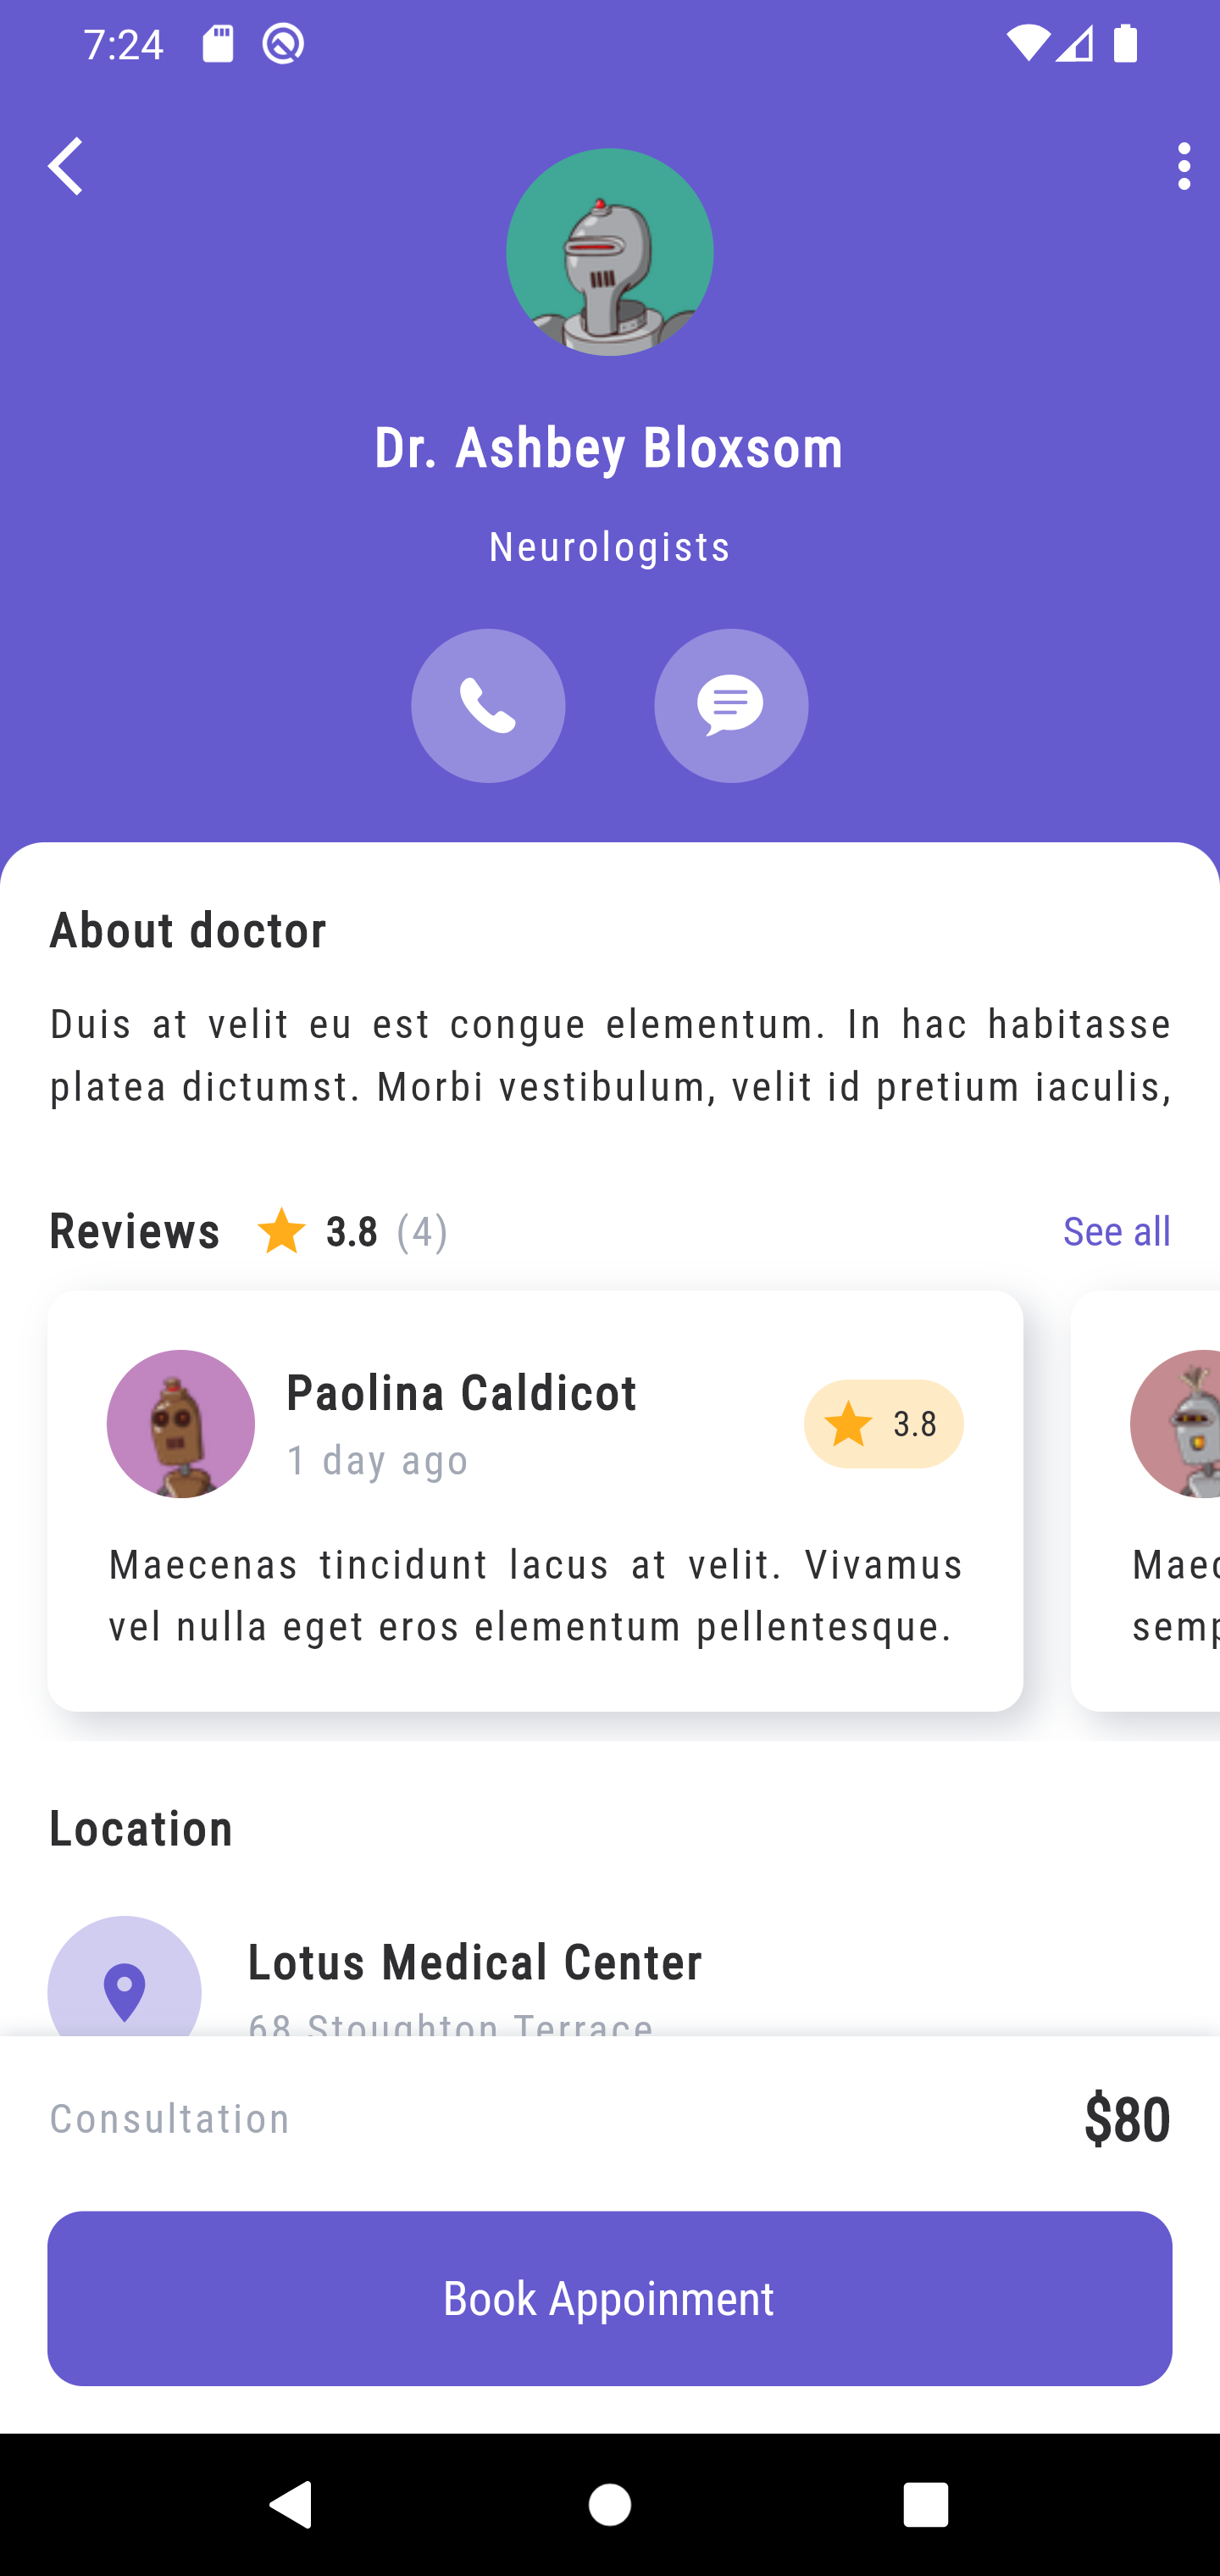 7:24
Dr. Ashbey Bloxsom
Neurologists
About doctor
Duis at velit eu est congue elementum. In hac habitasse
platea dictumst. Morbi vestibulum, velit id pretium iaculis,
Reviews 3.8 (4) See all
Paolina Caldicot
1 day ago
3.8
Maecenas tincidunt lacus at velit. Vivamus
vel nulla eget eros elementum pellentesque.
Maec
semp
Location
Lotus Medical Center
68 Stoughton Terrace
Consultation $80
Book Appoinment